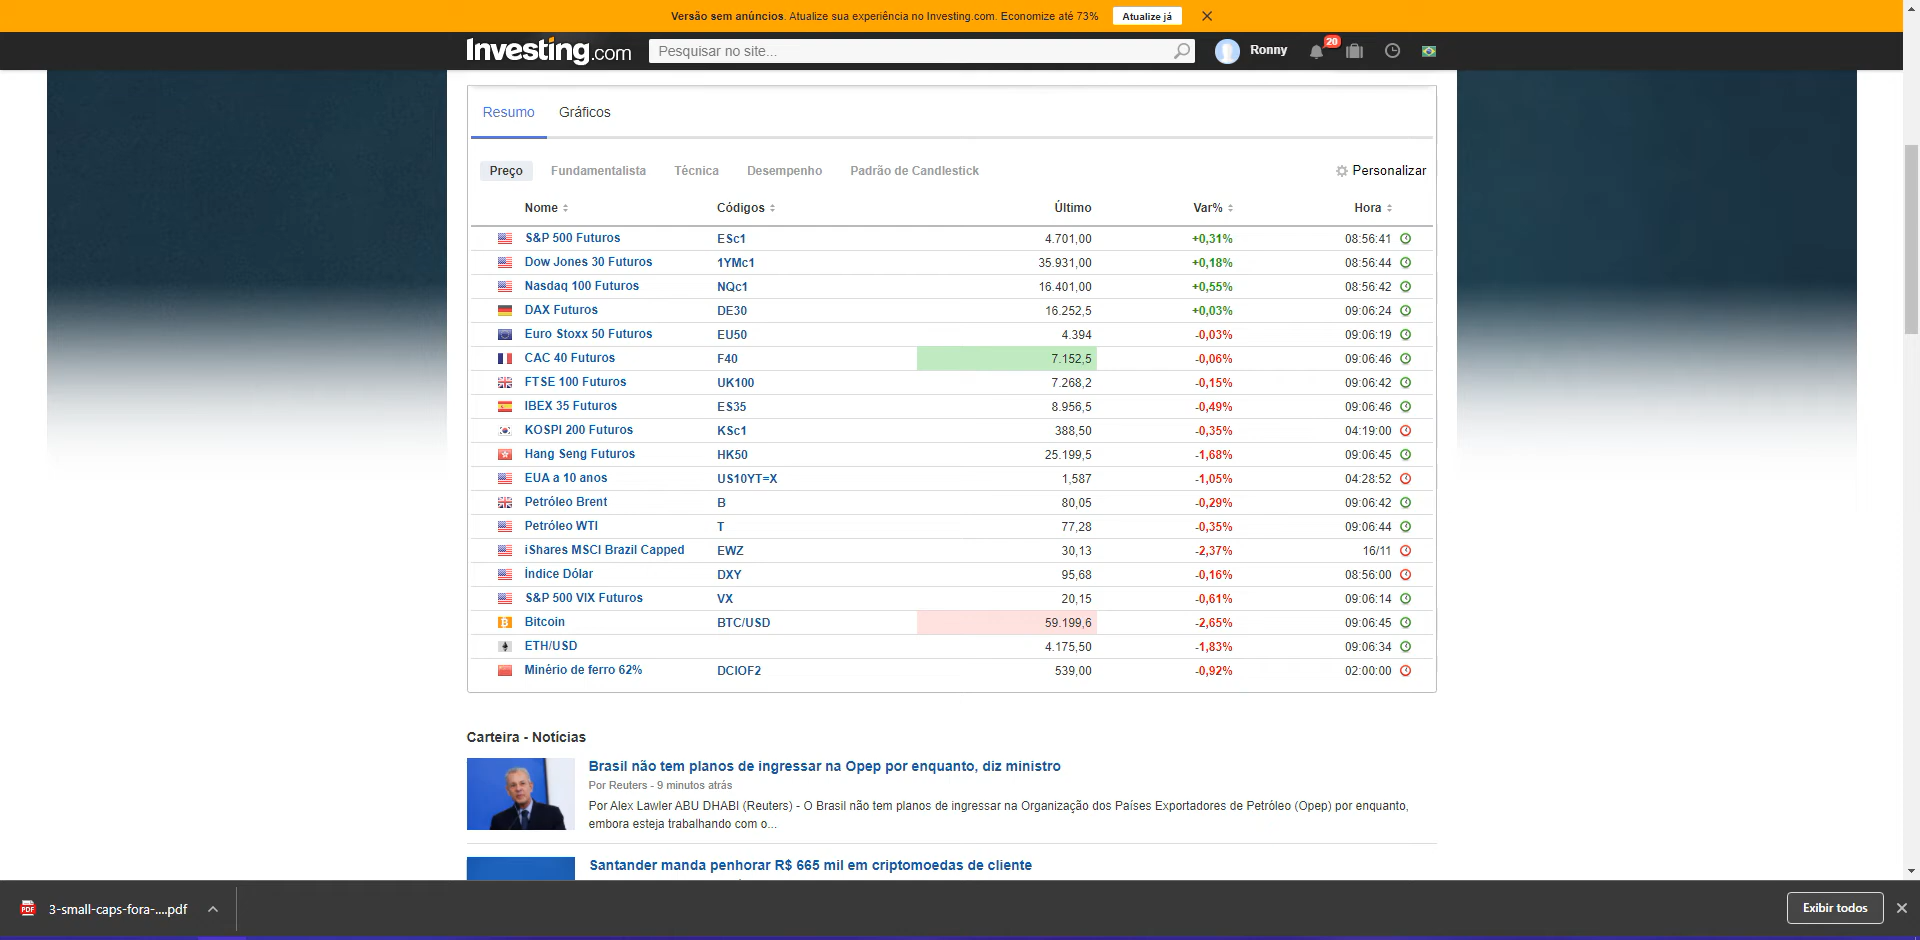 Versão sem anúncios. Atualize sua experiência no Investing.com. Economize até 73% Atualize já
Investing.com Pesquisar no site... Ronny 20
Resumo Gráficos
Preço Fundamentalista Técnica Desempenho Padrão de Candlestick Personalizar
Nome Códigos Último Var% Hora
S&P 500 Futuros ESc1 4.701,00 +0,31% 08:56:41
Dow Jones 30 Futuros 1YMc1 35.931,00 +0,18% 08:56:44
Nasdaq 100 Futuros NQc1 16.401,00 +0,55% 08:56:42
DAX Futuros DE30 16.252,5 +0,03% 09:06:24
Euro Stoxx 50 Futuros EU50 4.394 -0,03% 09:06:19
CAC 40 Futuros F40 7.152,5 -0,06% 09:06:46
FTSE 100 Futuros UK100 7.268,2 -0,15% 09:06:42
IBEX 35 Futuros ES35 8.956,5 -0,49% 09:06:46
KOSPI 200 Futuros KSc1 388,50 -0,35% 04:19:00
Hang Seng Futuros HK50 25.199,5 -1,68% 09:06:45
EUA a 10 anos US10YT=X 1,587 -1,05% 04:28:52
Petróleo Brent B 80,05 -0,29% 09:06:42
Petróleo WTI T 77,28 -0,35% 09:06:44
iShares MSCI Brazil Capped EWZ 30,13 -2,37% 16/11
Índice Dólar DXY 95,68 -0,16% 08:56:00
S&P 500 VIX Futuros VX 20,15 -0,61% 09:06:14
Bitcoin BTC/USD 59.199,6 -2,65% 09:06:45
ETH/USD 4.175,50 -1,83% 09:06:34
Minério de ferro 62% DCIOF2 539,00 -0,92% 02:00:00
Carteira - Notícias
Brasil não tem planos de ingressar na Opep por enquanto, diz ministro
Por Reuters - 9 minutos atrás
Por Alex Lawler ABU DHABI (Reuters) - O Brasil não tem planos de ingressar na Organização dos Países Exportadores de Petróleo (Opep) por enquanto,
embora esteja trabalhando com o...
Santander manda penhorar R$ 665 mil em criptomoedas de cliente
PDF 3-small-caps-fora-....pdf Exibir todos